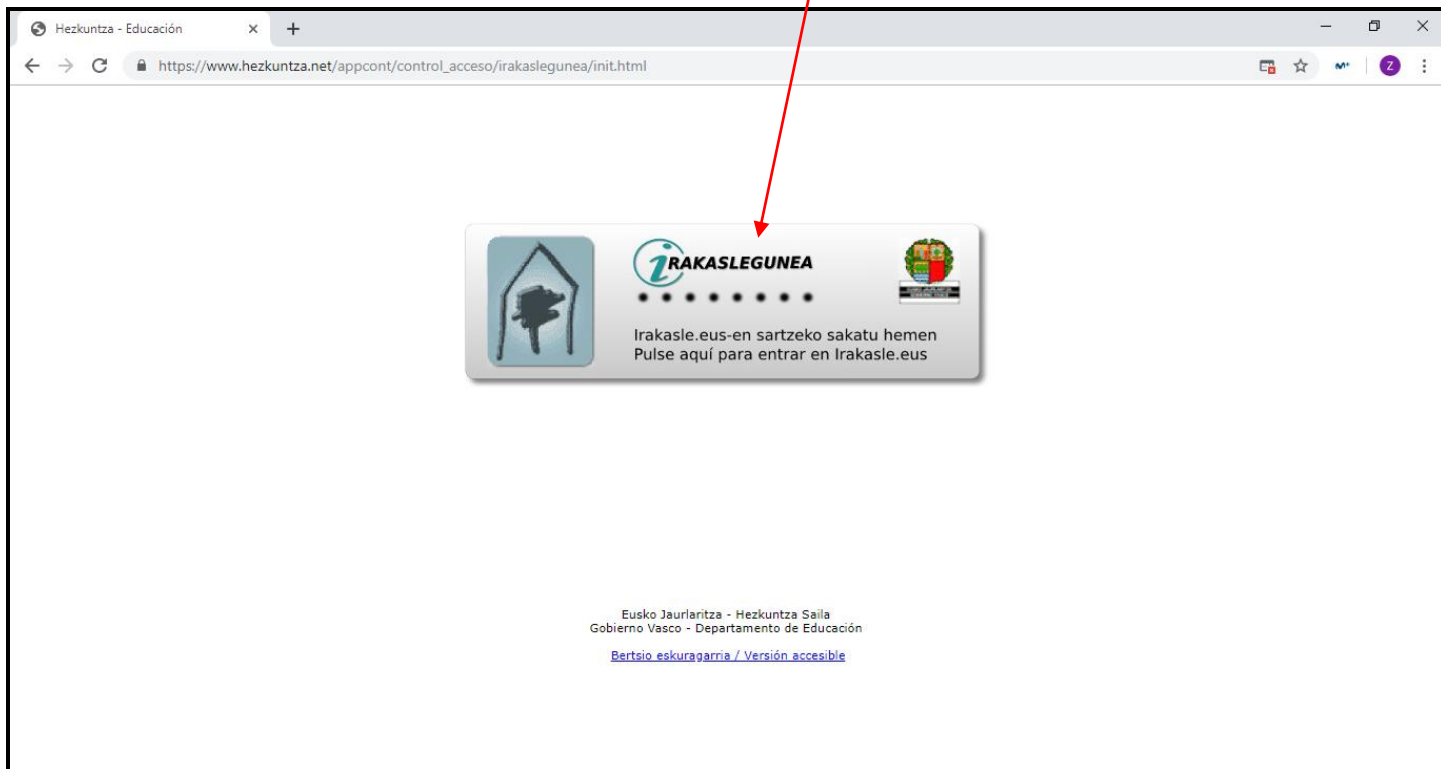 Hezkuntza - Educación
https://www.hezkuntza.net/appcont/control_acceso/irakaslegunea/init.html
Z
iRAKASLEGUNEA
Irakasle.eus-en sartzeko sakatu hemen
Pulse aquí para entrar en Irakasle.eus
Eusko Jaurlaritza - Hezkuntza Saila
Gobierno Vasco - Departamento de Educación
Bertsio eskuragarria / Versión accesible